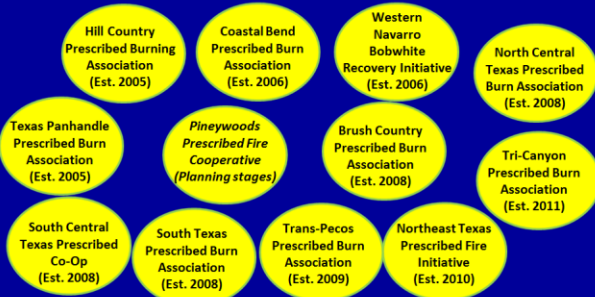 Hill Country
Prescribed Burning
Association
(Est. 2005)
Coastal Bend
Prescribed Burn
Association
(Est. 2006)
Western
Navarro
Bobwhite
Recovery Initiative
(Est. 2006)
North Central
Texas Prescribed
Burn Association
(Est. 2008)
Texas Panhandle
Prescribed Burn
Association
(Est. 2005)
Pineywoods
Prescribed Fire
Cooperative
(Planning stages)
Brush Country
Prescribed Burn
Association
(Est. 2008)
Tri-Canyon
Prescribed Burn
Association
(Est. 2011)
South Central
Texas Prescribed
Co-Op
(Est. 2008)
South Texas
Prescribed Burn
Association
(Est. 2008)
Trans-Pecos
Prescribed Burn
Association
(Est. 2009)
Northeast Texas
Prescribed Fire
Initiative
(Est. 2010)